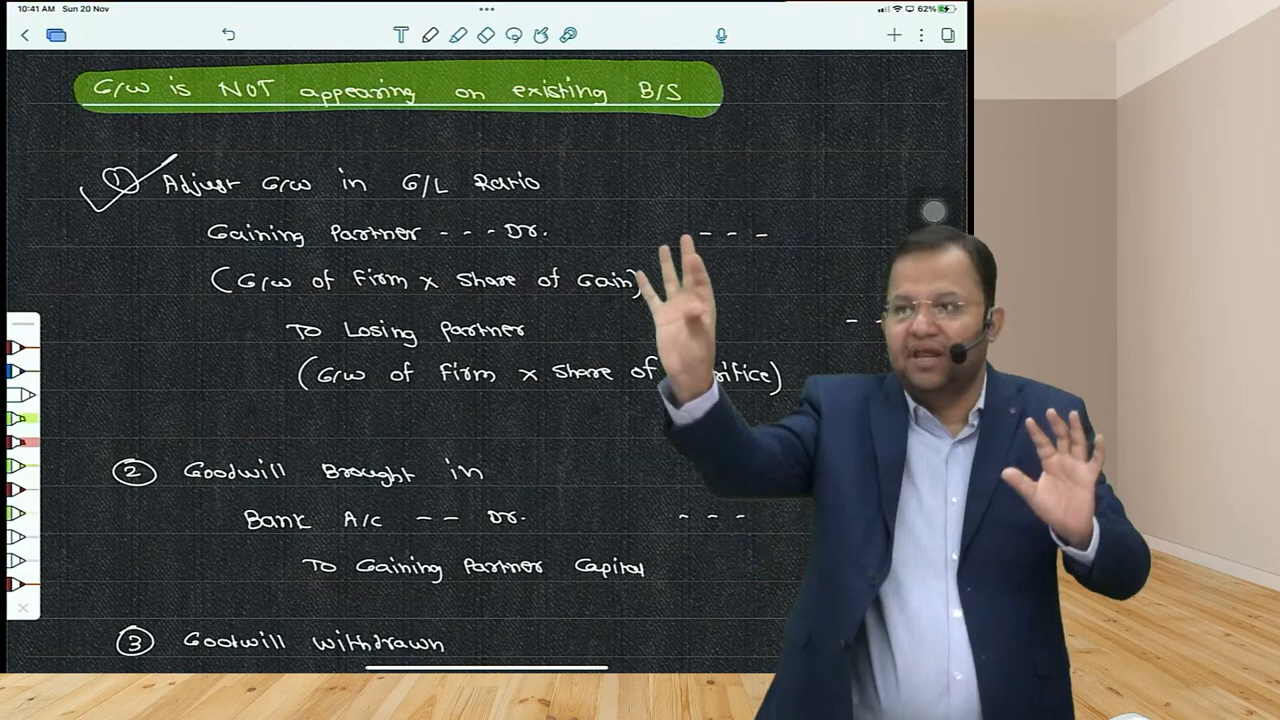 10:41 AM Sun 20 Nov
62%
G/w is NOT appearing on existing B/S
① Adjust G/w in G/L Ratio
Gaining Partner - - - Dr. - - -
(G/w of Firm x Share of Gain)
To Losing Partner - -
(G/w of Firm x Share of rifice)
② Goodwill Brought in
Bank A/c -- Dr. - - -
To Gaining Partner Capital
③ Goodwill withdrawn